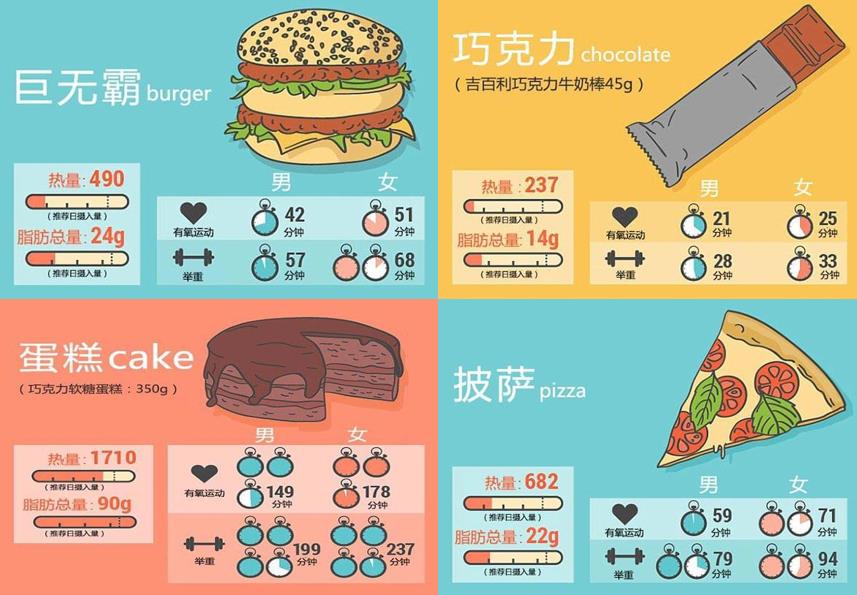 巨无霸 burger
男 女
热量:490
(推荐日摄入量)
脂肪总量:24g
(推荐日摄入量)
有氧运动
42
分钟
51
分钟
举重
57
分钟
68
分钟
巧克力 chocolate
(吉百利巧克力牛奶棒45g)
男 女
热量:237
(推荐日摄入量)
脂肪总量:14g
(推荐日摄入量)
有氧运动
21
分钟
25
分钟
举重
28
分钟
33
分钟
蛋糕cake
(巧克力软糖蛋糕:350g)
男 女
热量:1710
(推荐日摄入量)
脂肪总量:90g
(推荐日摄入量)
有氧运动
149
分钟
178
分钟
举重
199
分钟
237
分钟
披萨 pizza
男 女
热量:682
(推荐日摄入量)
脂肪总量:22g
(推荐日摄入量)
有氧运动
59
分钟
71
分钟
举重
79
分钟
94
分钟